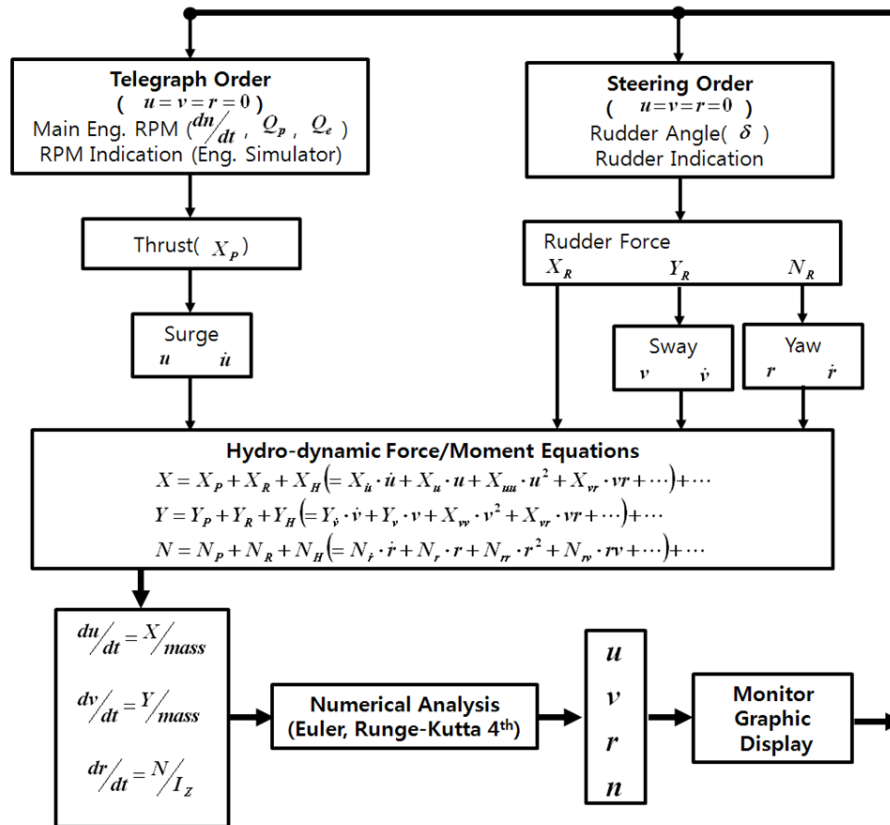 Telegraph Order
( u = v = r = 0 )
Main Eng. RPM ( dn/dt , Q_p , Q_e )
RPM Indication (Eng. Simulator)
Steering Order
( u = v = r = 0 )
Rudder Angle( δ )
Rudder Indication
Thrust( X_P )
Rudder Force
X_R Y_R N_R
Surge
u u̇
Sway
v v̇
Yaw
r ṙ
Hydro-dynamic Force/Moment Equations
X = X_P + X_R + X_H (= X_u̇ · u̇ + X_u · u + X_uu · u² + X_vr · vr + ⋯) + ⋯
Y = Y_P + Y_R + Y_H (= Y_v̇ · v̇ + Y_v · v + X_vv · v² + X_vr · vr + ⋯) + ⋯
N = N_P + N_R + N_H (= N_ṙ · ṙ + N_r · r + N_rr · r² + N_rv · rv + ⋯) + ⋯
du/dt = X/mass
dv/dt = Y/mass
dr/dt = N/I_Z
Numerical Analysis
(Euler, Runge-Kutta 4th)
u
v
r
n
Monitor
Graphic
Display